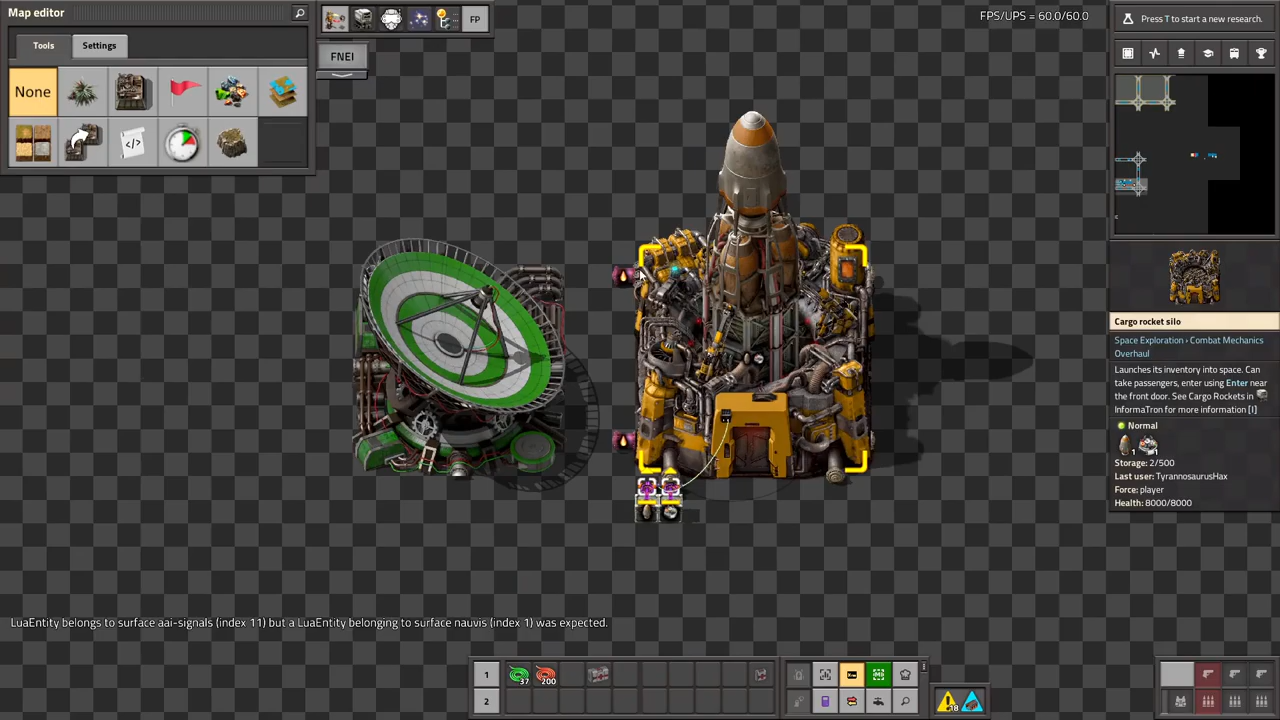 Map editor
Tools
Settings
None
</>
FP
FNEI
FPS/UPS = 60.0/60.0
Press T to start a new research.
Cargo rocket silo
Space Exploration › Combat Mechanics
Overhaul
Launches its inventory into space. Can
take passengers, enter using Enter near
the front door. See Cargo Rockets in
InformaTron for more information [I]
Normal
1
Storage: 2/500
Last user: TyrannosaurusHax
Force: player
Health: 8000/8000
LuaEntity belongs to surface aai-signals (index 11) but a LuaEntity belonging to surface nauvis (index 1) was expected.
1
37
200
2